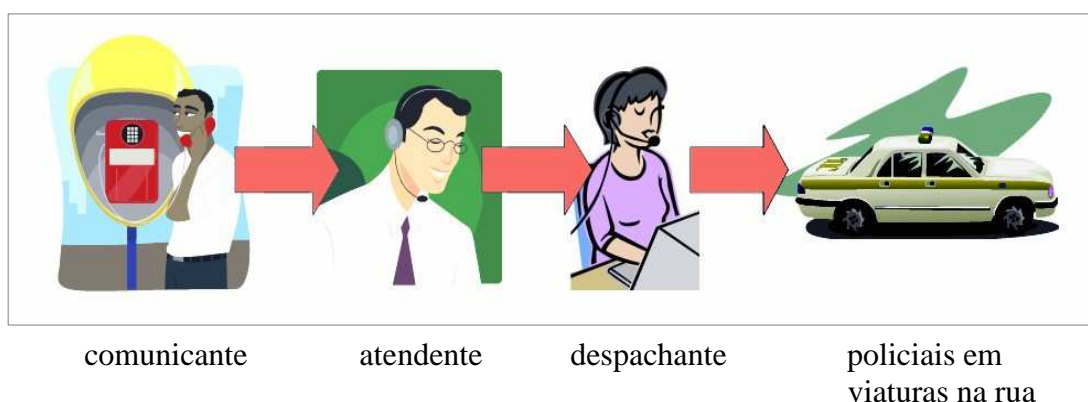 comunicante atendente despachante policiais em
viaturas na rua